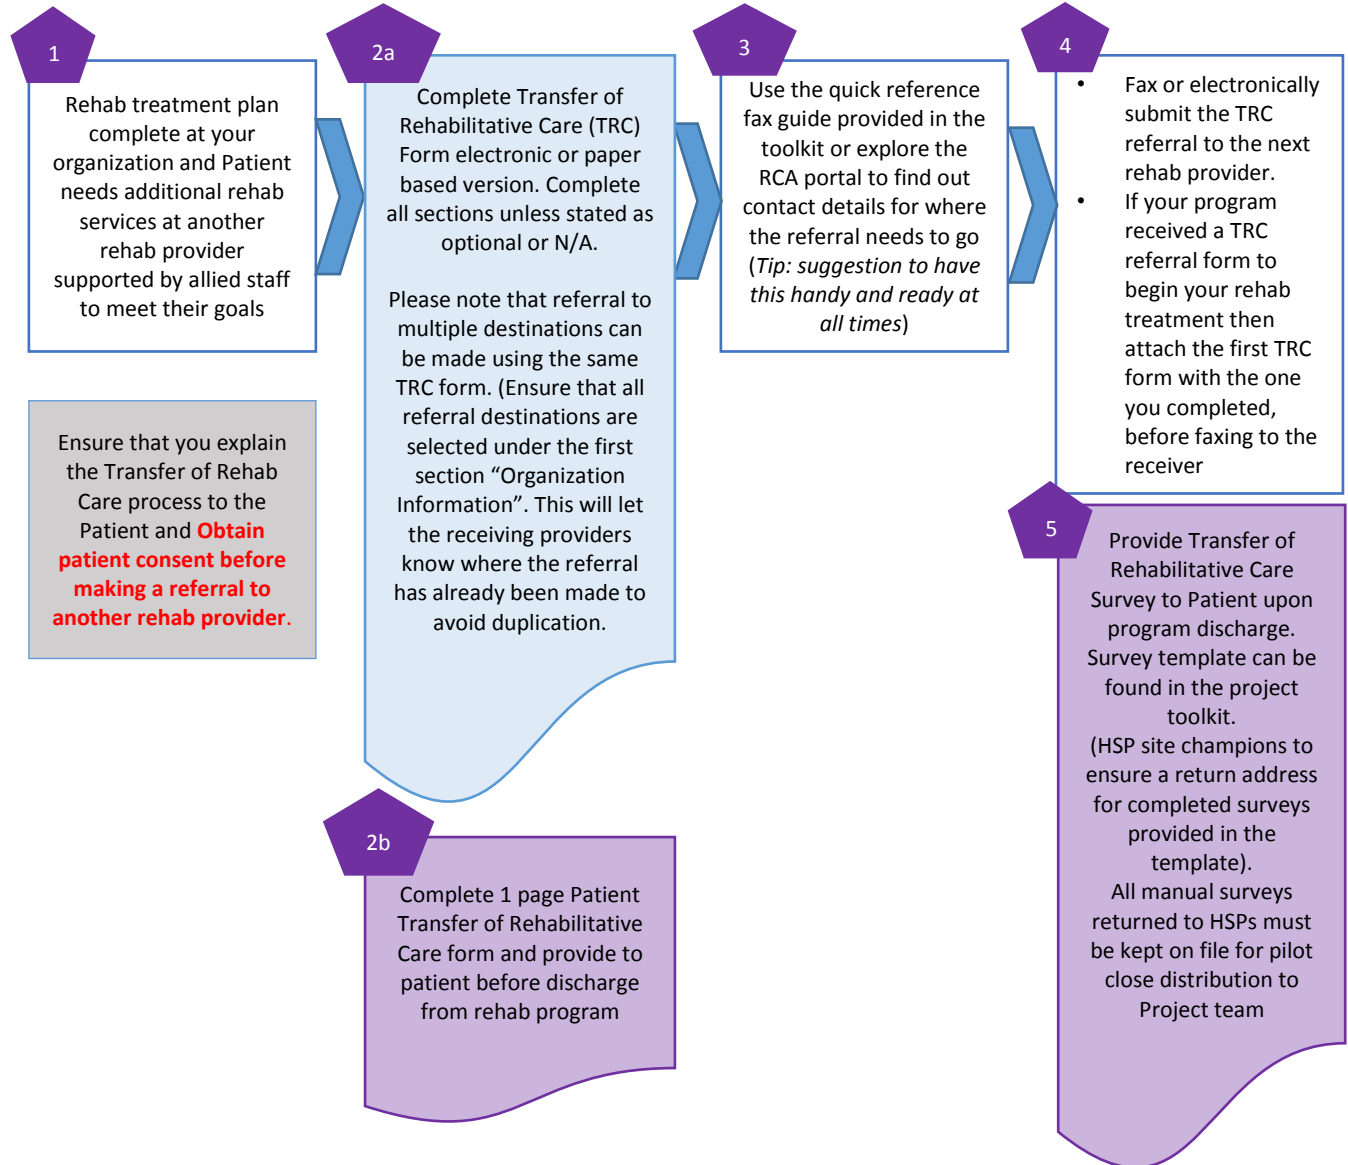 1
Rehab treatment plan
complete at your
organization and Patient
needs additional rehab
services at another
rehab provider
supported by allied staff
to meet their goals
Ensure that you explain
the Transfer of Rehab
Care process to the
Patient and Obtain
patient consent before
making a referral to
another rehab provider.
2a
Complete Transfer of
Rehabilitative Care (TRC)
Form electronic or paper
based version. Complete
all sections unless stated as
optional or N/A.
Please note that referral to
multiple destinations can
be made using the same
TRC form. (Ensure that all
referral destinations are
selected under the first
section “Organization
Information”. This will let
the receiving providers
know where the referral
has already been made to
avoid duplication.
2b
Complete 1 page Patient
Transfer of Rehabilitative
Care form and provide to
patient before discharge
from rehab program
3
Use the quick reference
fax guide provided in the
toolkit or explore the
RCA portal to find out
contact details for where
the referral needs to go
(Tip: suggestion to have
this handy and ready at
all times)
4
• Fax or electronically
submit the TRC
referral to the next
rehab provider.
• If your program
received a TRC
referral form to
begin your rehab
treatment then
attach the first TRC
form with the one
you completed,
before faxing to the
receiver
5
Provide Transfer of
Rehabilitative Care
Survey to Patient upon
program discharge.
Survey template can be
found in the project
toolkit.
(HSP site champions to
ensure a return address
for completed surveys
provided in the
template).
All manual surveys
returned to HSPs must
be kept on file for pilot
close distribution to
Project team